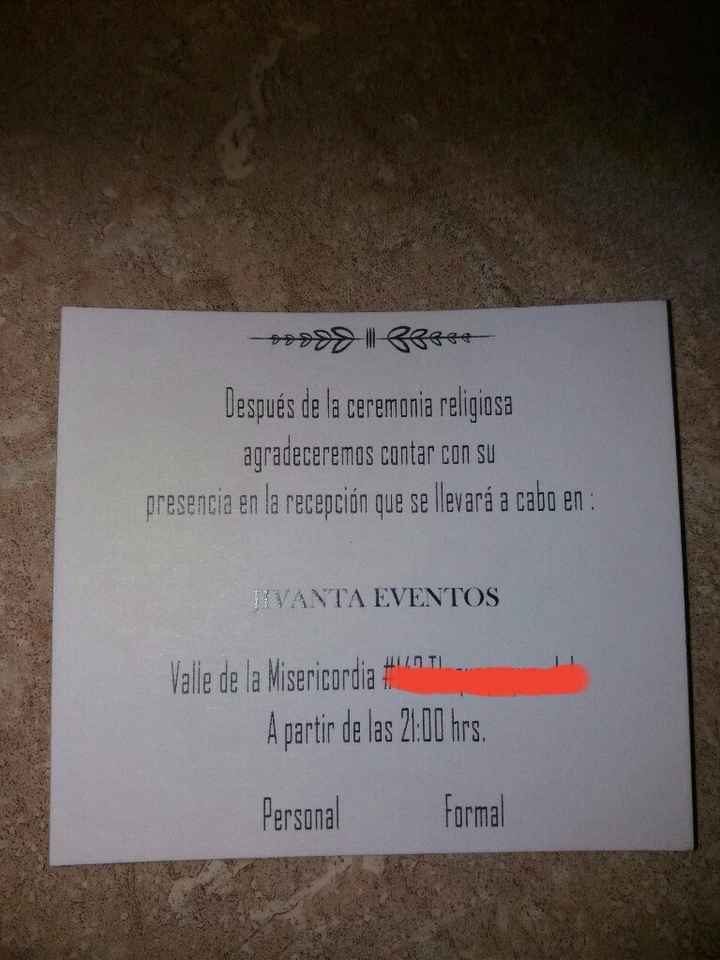 Después de la ceremonia religiosa
agradeceremos contar con su
presencia en la recepción que se llevará a cabo en :
JIVANTA EVENTOS
Valle de la Misericordia
A partir de las 21:00 hrs.
Personal Formal